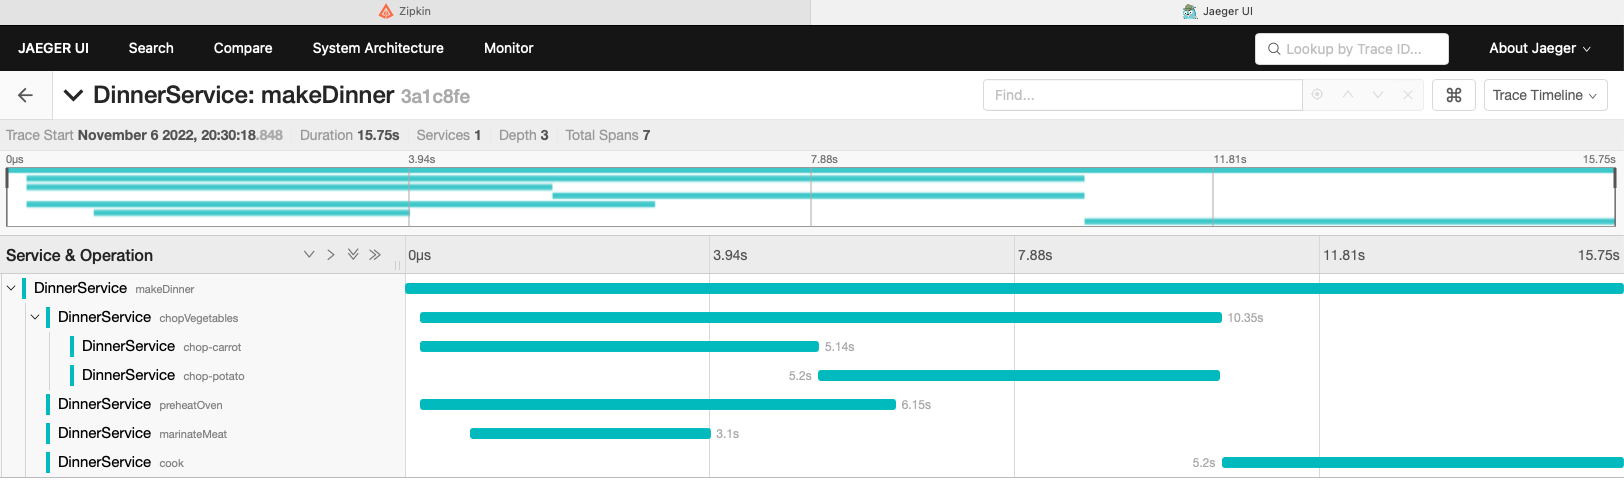 Zipkin Jaeger UI
JAEGER UI Search Compare System Architecture Monitor Lookup by Trace ID... About Jaeger
DinnerService: makeDinner 3a1c8fe Find... ⌘ Trace Timeline
Trace Start November 6 2022, 20:30:18.848 Duration 15.75s Services 1 Depth 3 Total Spans 7
0μs 3.94s 7.88s 11.81s 15.75s
Service & Operation 0μs 3.94s 7.88s 11.81s 15.75s
DinnerService makeDinner
DinnerService chopVegetables 10.35s
DinnerService chop-carrot 5.14s
DinnerService chop-potato 5.2s
DinnerService preheatOven 6.15s
DinnerService marinateMeat 3.1s
DinnerService cook 5.2s